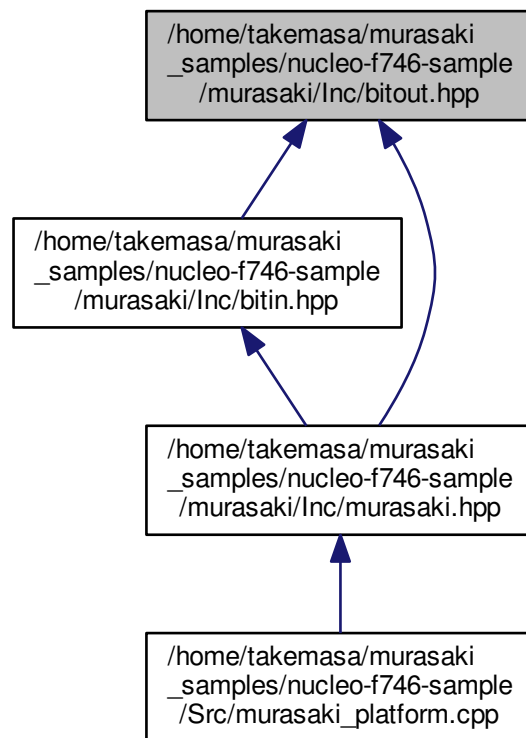 /home/takemasa/murasaki
_samples/nucleo-f746-sample
/murasaki/Inc/bitout.hpp
/home/takemasa/murasaki
_samples/nucleo-f746-sample
/murasaki/Inc/bitin.hpp
/home/takemasa/murasaki
_samples/nucleo-f746-sample
/murasaki/Inc/murasaki.hpp
/home/takemasa/murasaki
_samples/nucleo-f746-sample
/Src/murasaki_platform.cpp